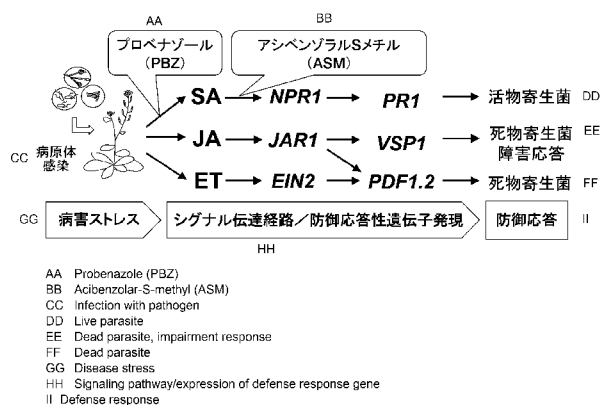 AA
BB
プロベナゾール
(PBZ)
アシベンゾラルSメチル
(ASM)
SA NPR1 PR1 活物寄生菌 DD
JA JAR1 VSP1 死物寄生菌 EE
障害応答
CC 病原体
感染
ET EIN2 PDF1.2 死物寄生菌 FF
GG 病害ストレス シグナル伝達経路/防御応答性遺伝子発現 防御応答 II
HH
AA Probenazole (PBZ)
BB Acibenzolar-S-methyl (ASM)
CC Infection with pathogen
DD Live parasite
EE Dead parasite, impairment response
FF Dead parasite
GG Disease stress
HH Signaling pathway/expression of defense response gene
II Defense response